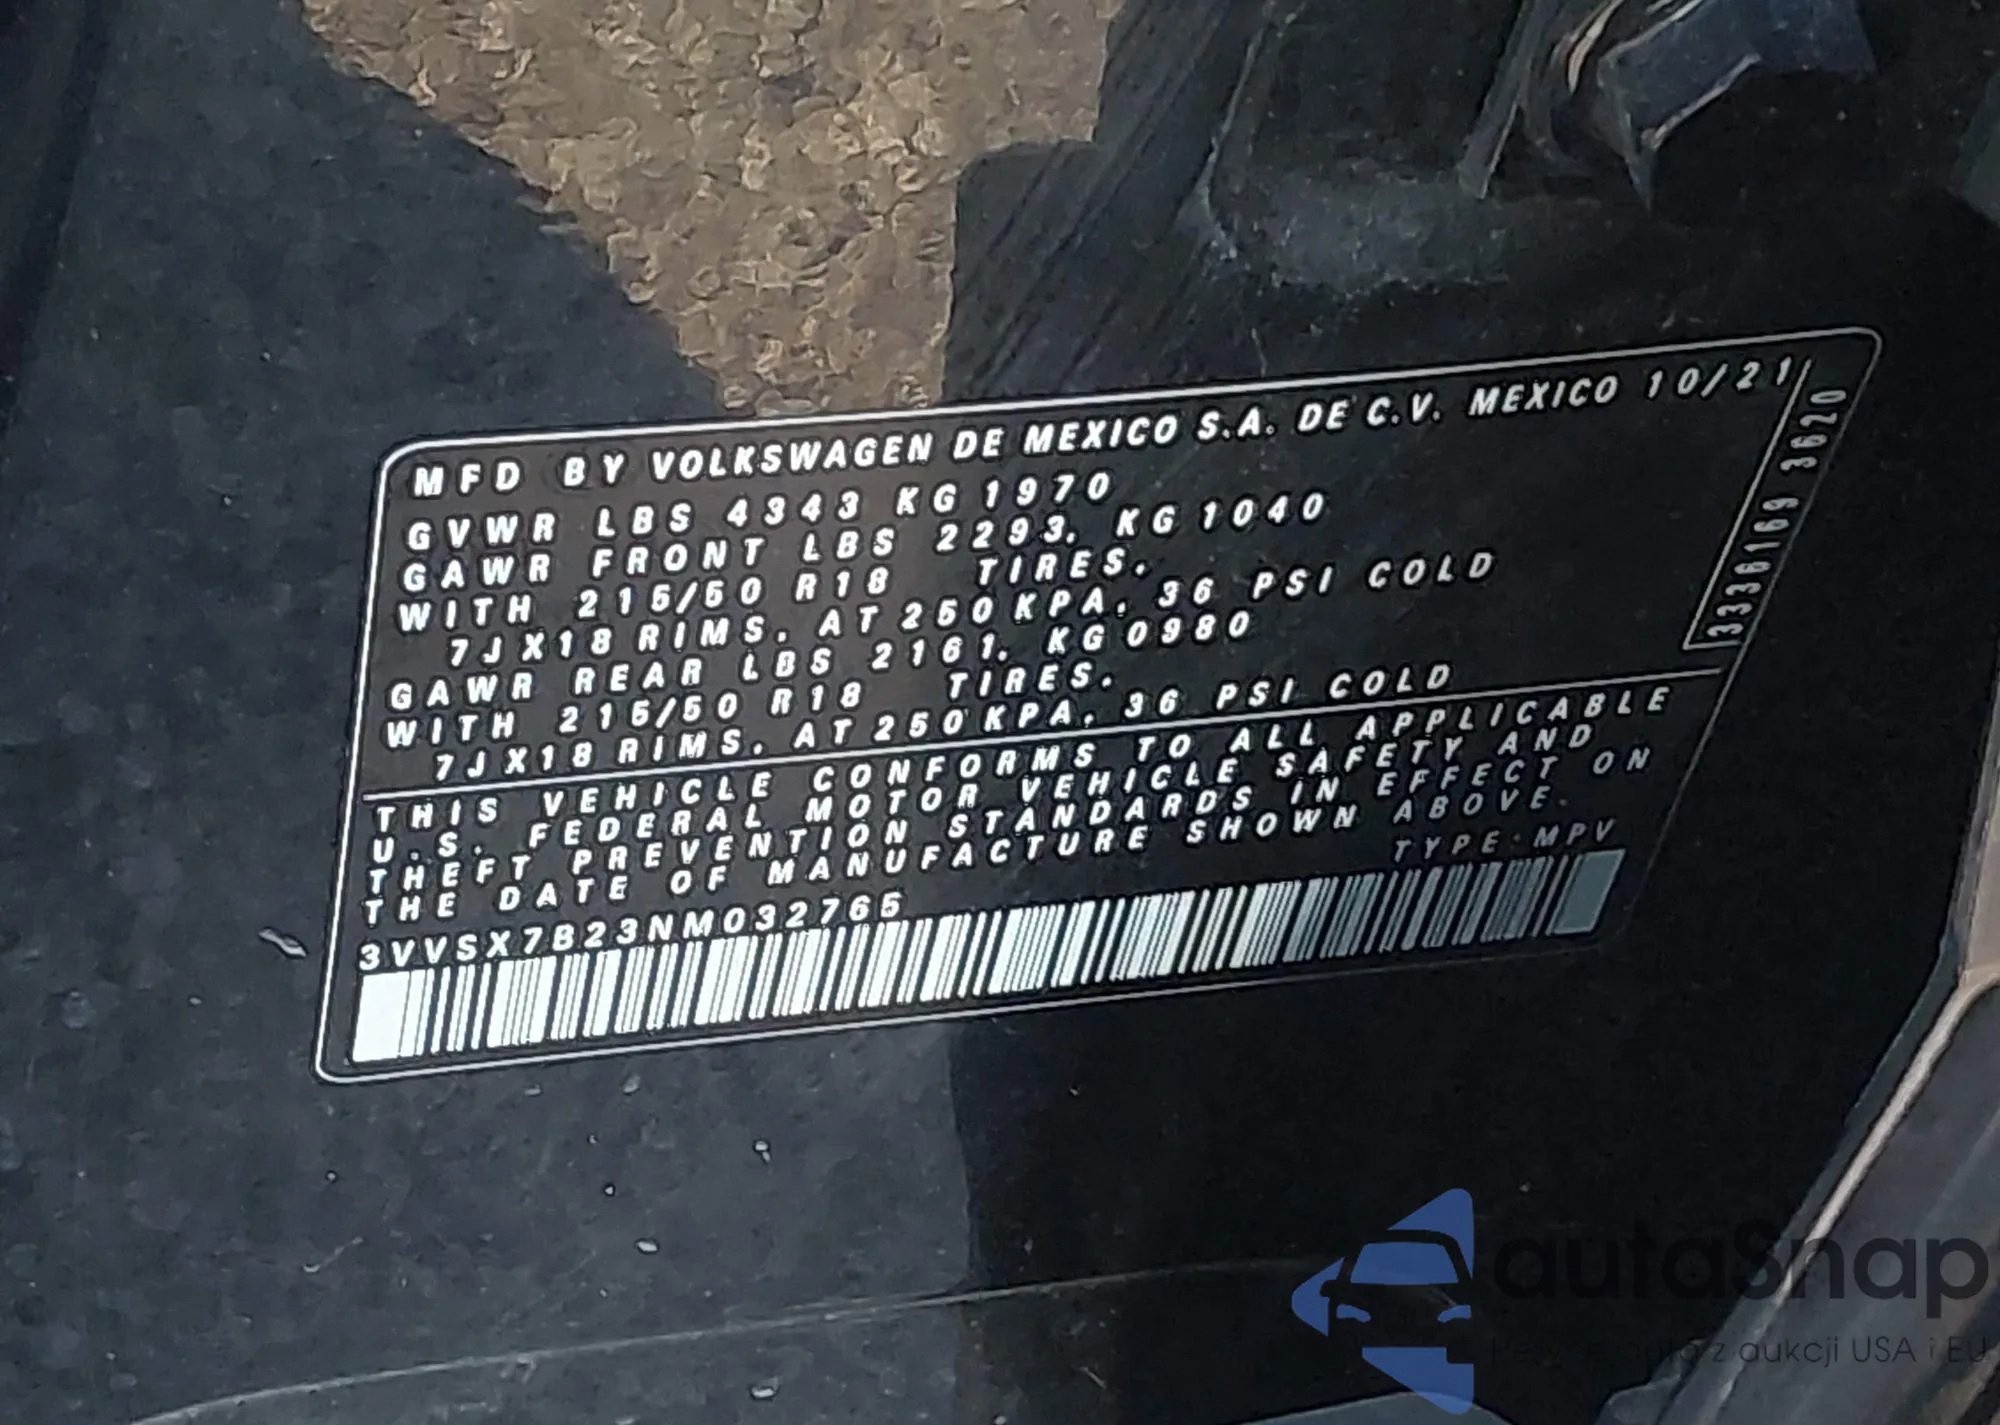 MFD BY VOLKSWAGEN DE MEXICO S.A. DE C.V. MEXICO 10/21
GVWR LBS 4343 KG 1970
GAWR FRONT LBS 2293. KG 1040
WITH 215/50 R18 TIRES.
7JX18 RIMS. AT 250 KPA. 36 PSI COLD
GAWR REAR LBS 2161. KG 0980
WITH 215/50 R18 TIRES.
7JX18 RIMS. AT 250 KPA. 36 PSI COLD
3336169 3620
THIS VEHICLE CONFORMS TO ALL APPLICABLE
U.S. FEDERAL MOTOR VEHICLE SAFETY AND
THEFT PREVENTION STANDARDS IN EFFECT ON
THE DATE OF MANUFACTURE SHOWN ABOVE.
TYPE: MPV
3VVSX7B23NM032765
autaSnap
z aukcji USA i EU